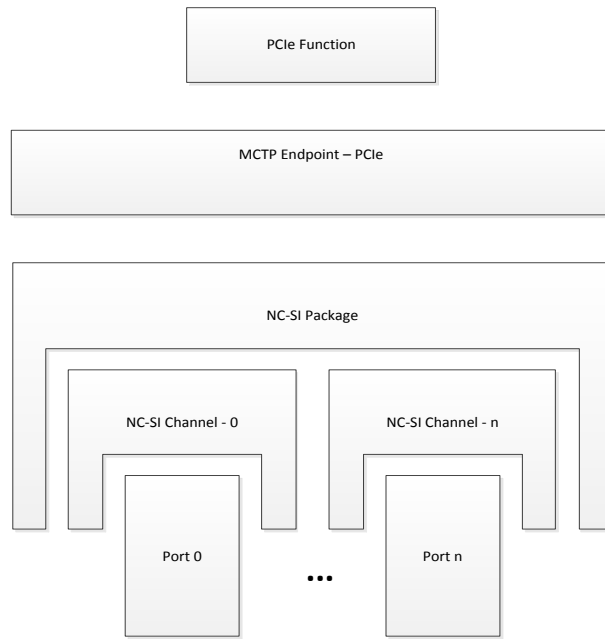 PCIe Function
MCTP Endpoint – PCIe
NC-SI Package
NC-SI Channel - 0
NC-SI Channel - n
Port 0
...
Port n